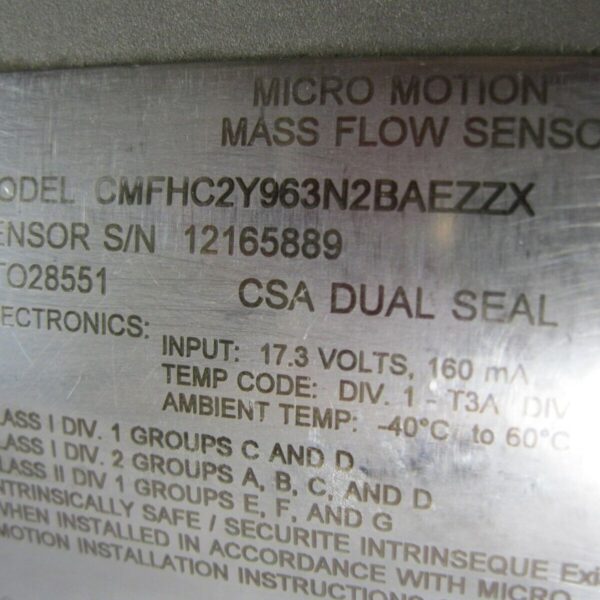 MICRO MOTION"
MASS FLOW SENSO
ODEL CMFHC2Y963N2BAEZZX
ENSOR S/N 12165889
TO28551 CSA DUAL SEAL
ECTRONICS:
INPUT: 17.3 VOLTS, 160 mA
TEMP CODE: DIV. 1 - T3A DIV
AMBIENT TEMP: -40°C to 60°C
LASS I DIV. 1 GROUPS C AND D
LASS I DIV. 2 GROUPS A, B, C, AND D
LASS II DIV 1 GROUPS E, F, AND G
NTRINSICALLY SAFE / SECURITE INTRINSEQUE Exi
WHEN INSTALLED IN ACCORDANCE WITH MICRO
MOTION INSTALLATION INSTRUCTIONS